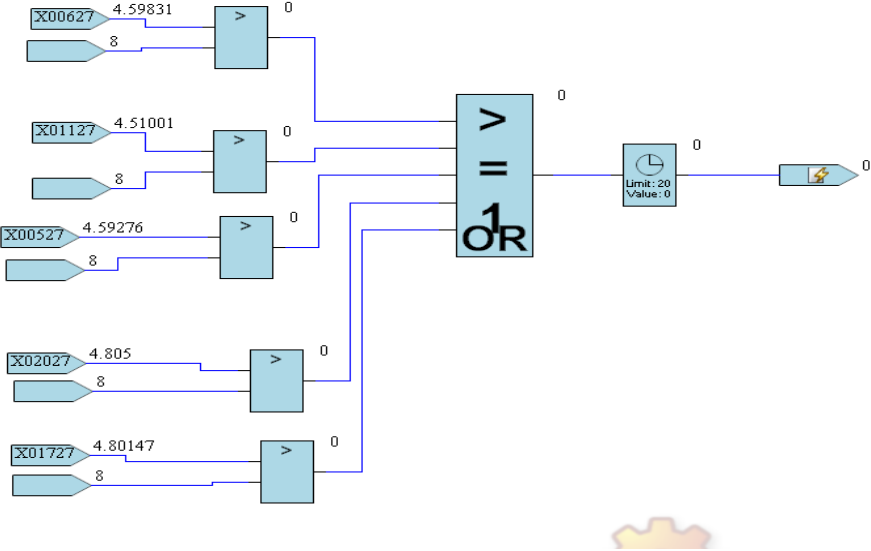 X00627 4.59831 > 0
8
0
X01127 4.51001 > 0
8
> = 1 OR
Limit: 20
Value: 0
0
0
X00527 4.59276 > 0
8
X02027 4.805 > 0
8
X01727 4.80147 > 0
8